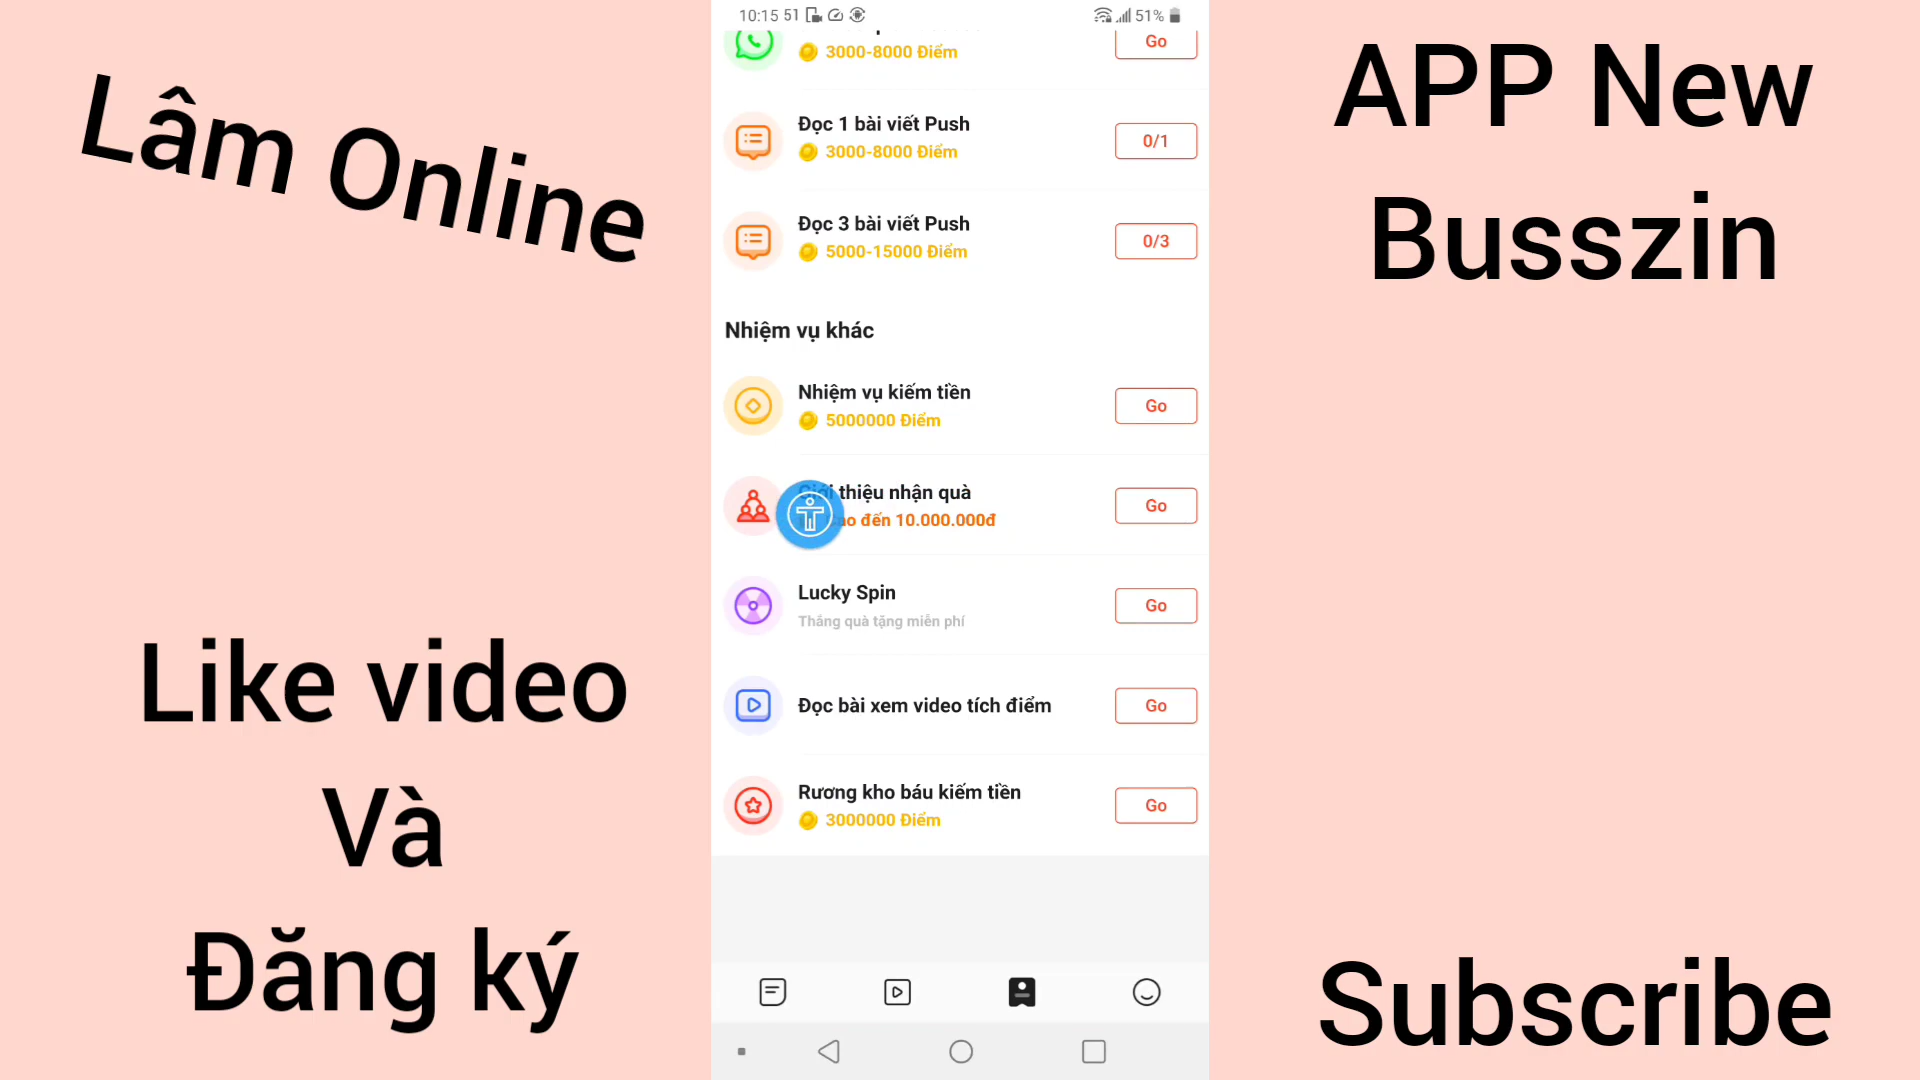 10:15 51
51%
Lâm Online
APP New
Busszin
3000-8000 Điểm
Go
Đọc 1 bài viết Push
3000-8000 Điểm
0/1
Đọc 3 bài viết Push
5000-15000 Điểm
0/3
Nhiệm vụ khác
Nhiệm vụ kiếm tiền
5000000 Điểm
Go
thiệu nhận quà
đến 10.000.000đ
Go
Lucky Spin
Thắng quà tặng miễn phí
Go
Đọc bài xem video tích điểm
Go
Rương kho báu kiếm tiền
3000000 Điểm
Go
Like video
Và
Đăng ký
Subscribe